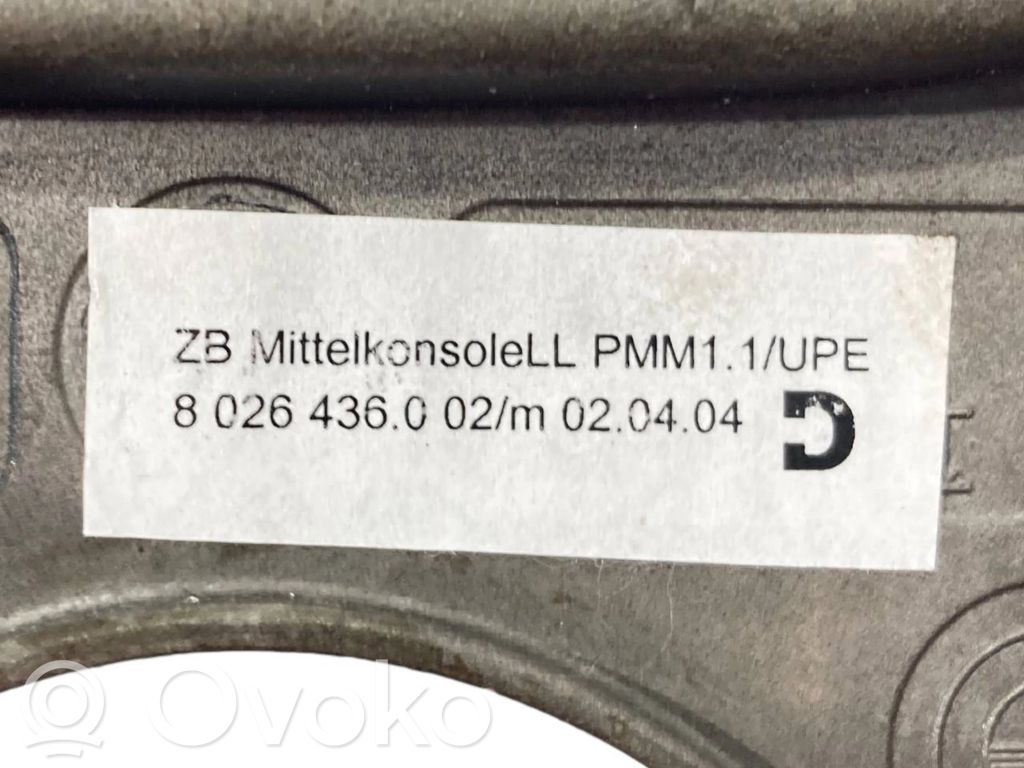 ZB MittelkonsoleLL PMM1.1/UPE
8 026 436.0 02/m 02.04.04
Ovoko